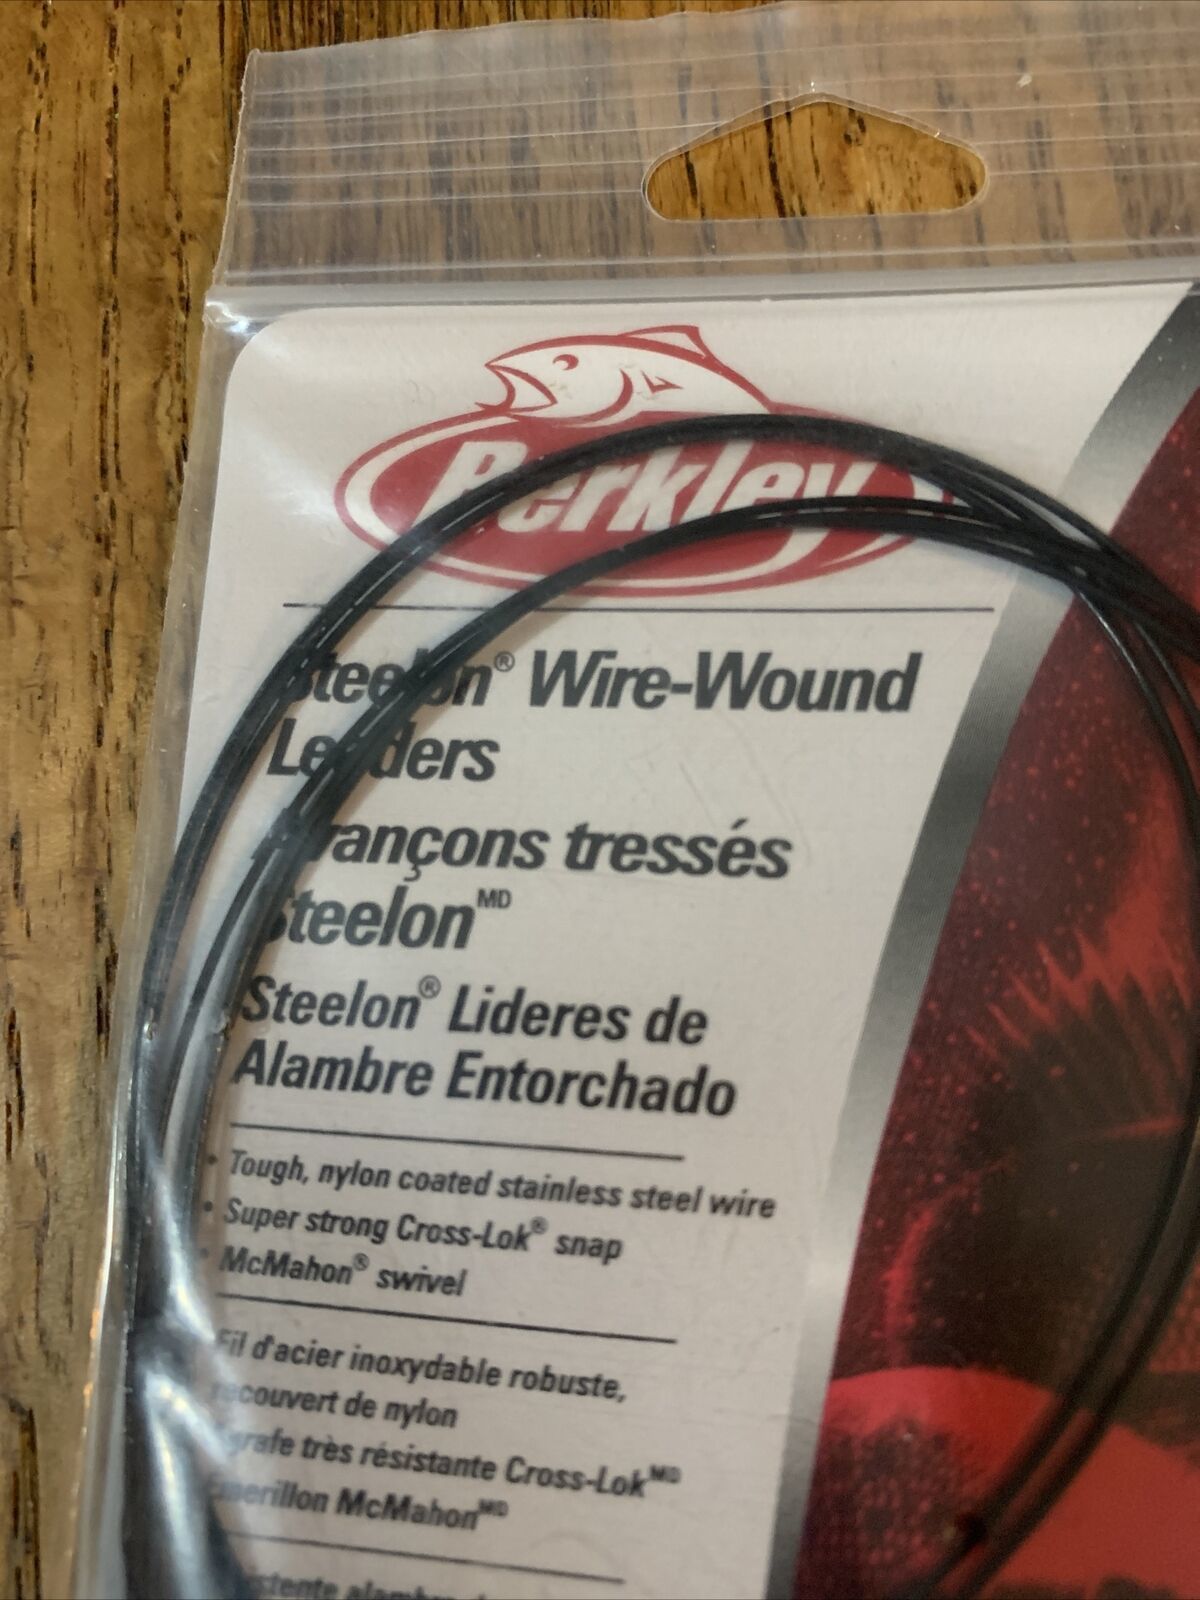 Berkley
Steelon® Wire-Wound
Leaders
Avançons tressés
Steelon MD
Steelon® Lideres de
Alambre Entorchado
• Tough, nylon coated stainless steel wire
• Super strong Cross-Lok® snap
• McMahon® swivel
Fil d'acier inoxydable robuste,
recouvert de nylon
Agrafe très résistante Cross-Lok MD
Émerillon McMahon MD